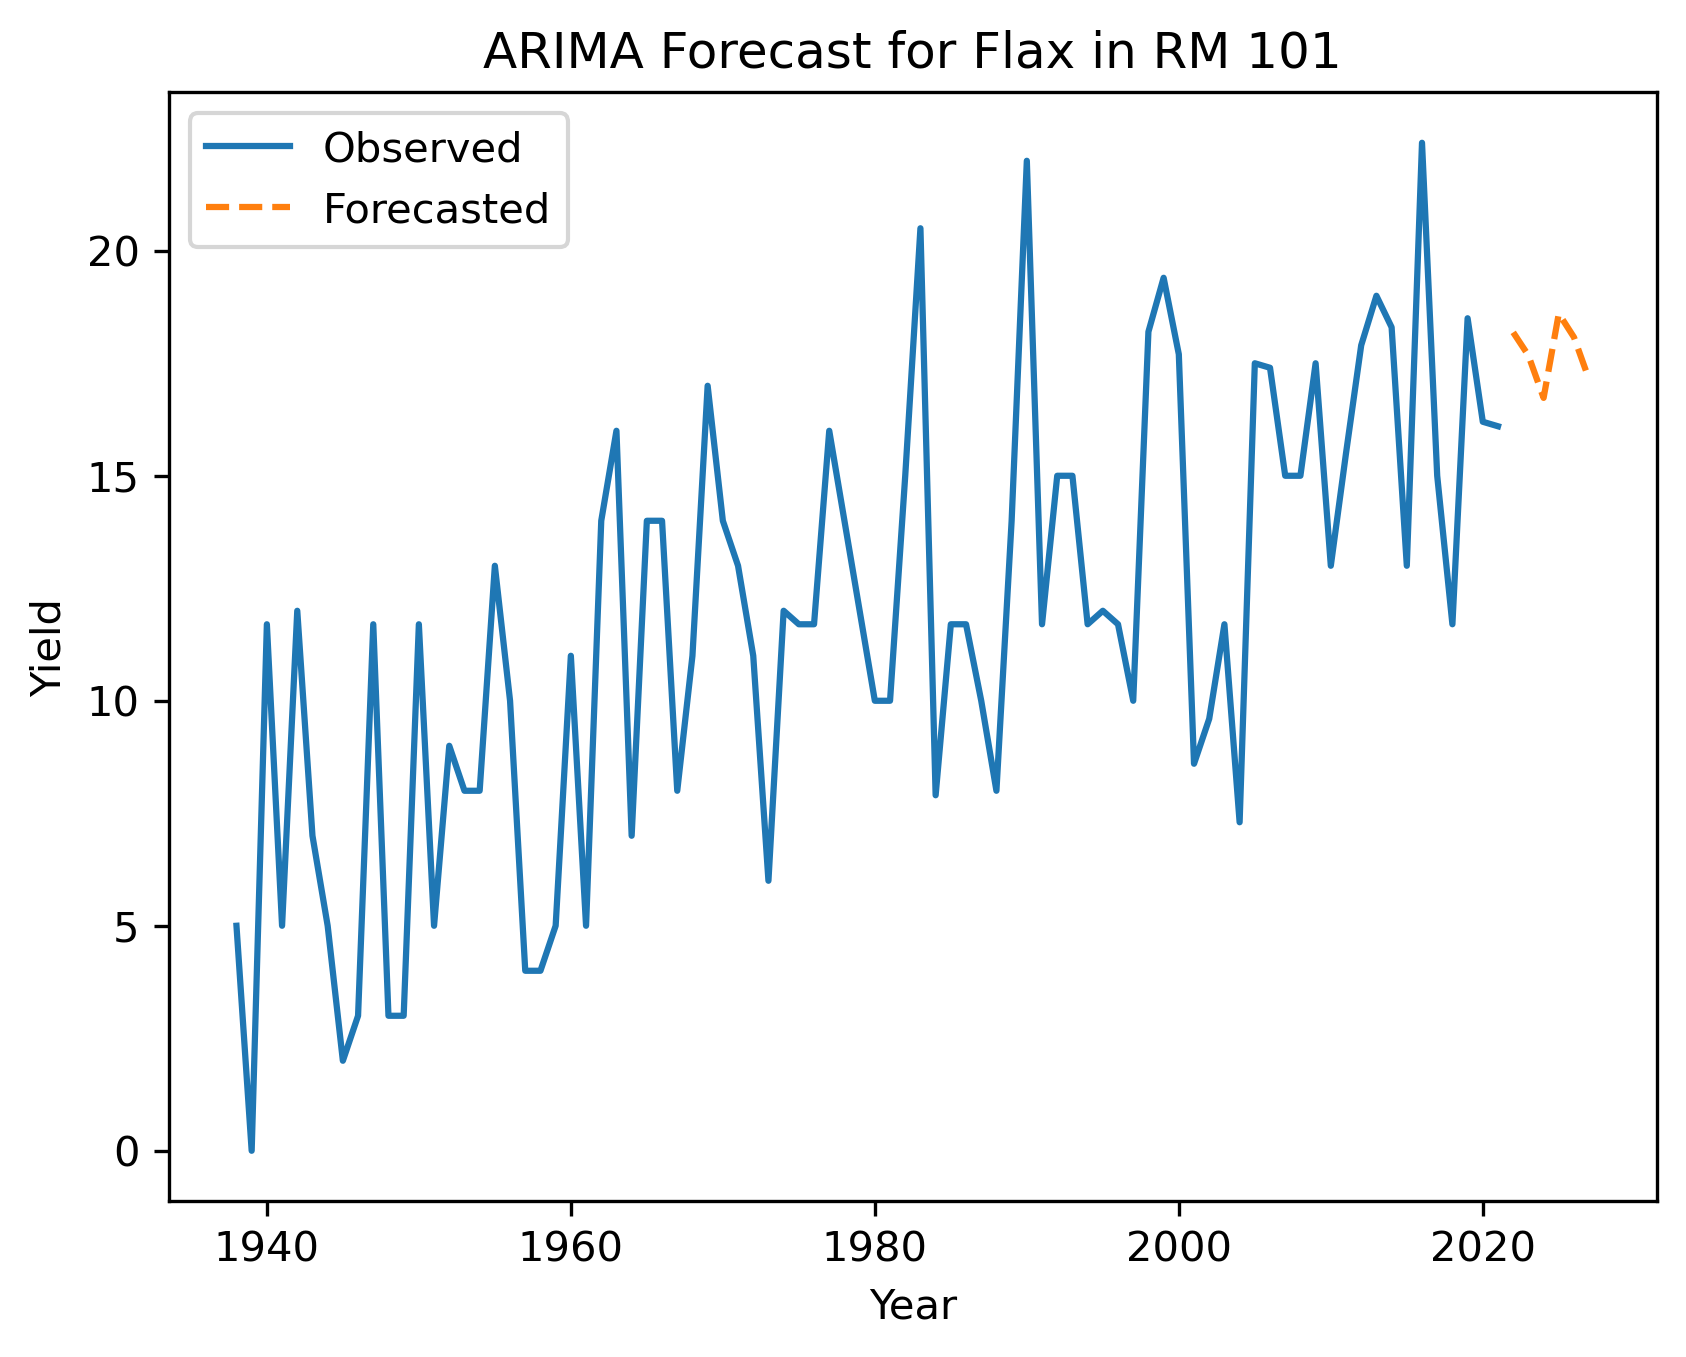 ARIMA Forecast for Flax in RM 101
Observed
Forecasted
20
15
10
5
0
Yield
1940 1960 1980 2000 2020
Year